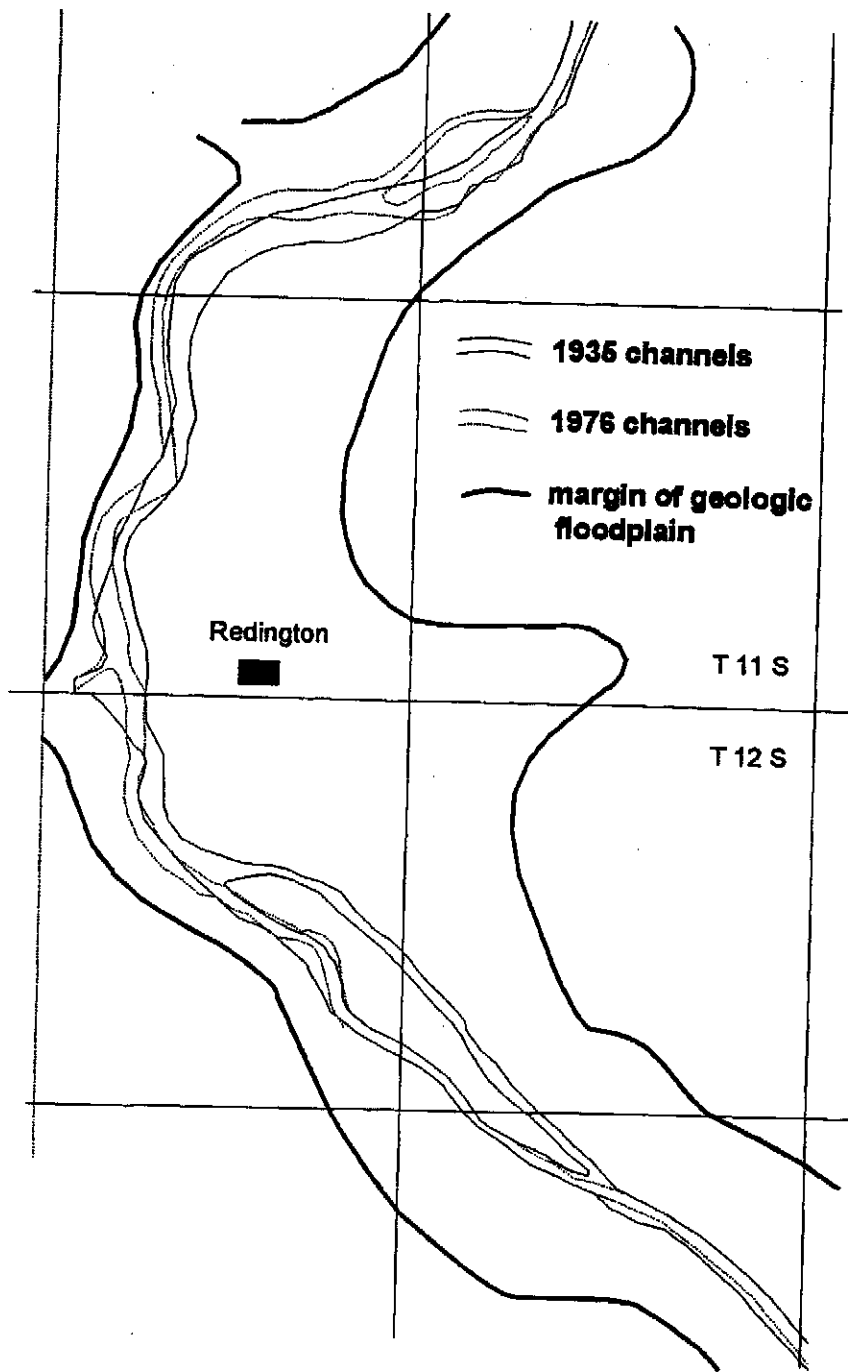 1935 channels
1976 channels
margin of geologic
floodplain
Redington
T 11 S
T 12 S